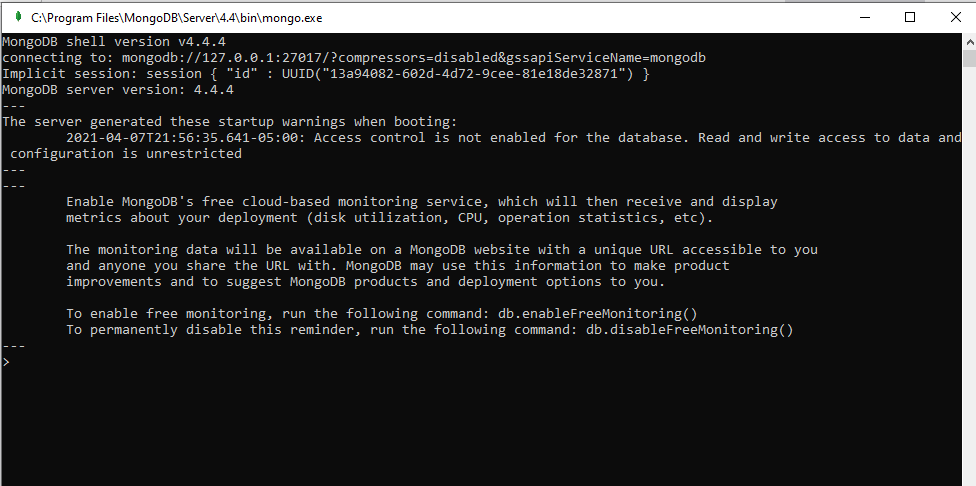 C:\Program Files\MongoDB\Server\4.4\bin\mongo.exe
MongoDB shell version v4.4.4
connecting to: mongodb://127.0.0.1:27017/?compressors=disabled&gssapiServiceName=mongodb
Implicit session: session { "id" : UUID("13a94082-602d-4d72-9cee-81e18de32871") }
MongoDB server version: 4.4.4
---
The server generated these startup warnings when booting:
        2021-04-07T21:56:35.641-05:00: Access control is not enabled for the database. Read and write access to data and
 configuration is unrestricted
---
---
        Enable MongoDB's free cloud-based monitoring service, which will then receive and display
        metrics about your deployment (disk utilization, CPU, operation statistics, etc).

        The monitoring data will be available on a MongoDB website with a unique URL accessible to you
        and anyone you share the URL with. MongoDB may use this information to make product
        improvements and to suggest MongoDB products and deployment options to you.

        To enable free monitoring, run the following command: db.enableFreeMonitoring()
        To permanently disable this reminder, run the following command: db.disableFreeMonitoring()
---
>